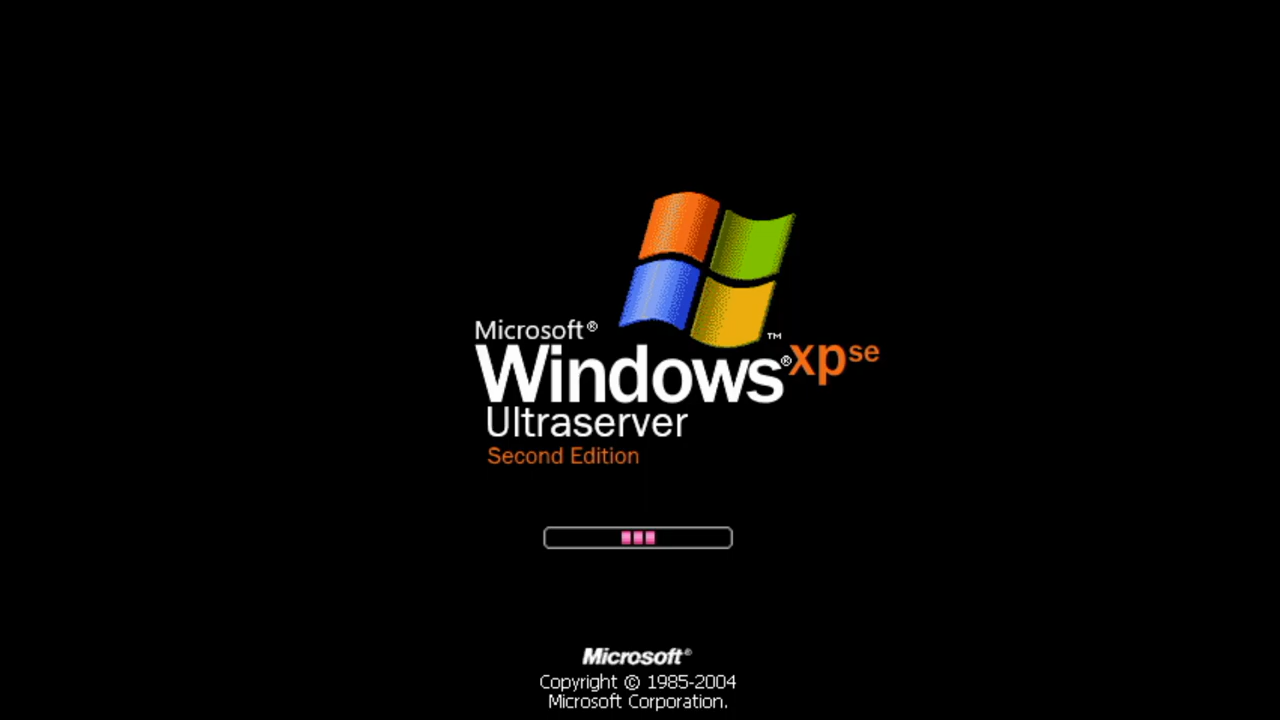 ™
Microsoft®
Windows® xp se
Ultraserver
Second Edition
Microsoft®
Copyright © 1985-2004
Microsoft Corporation.